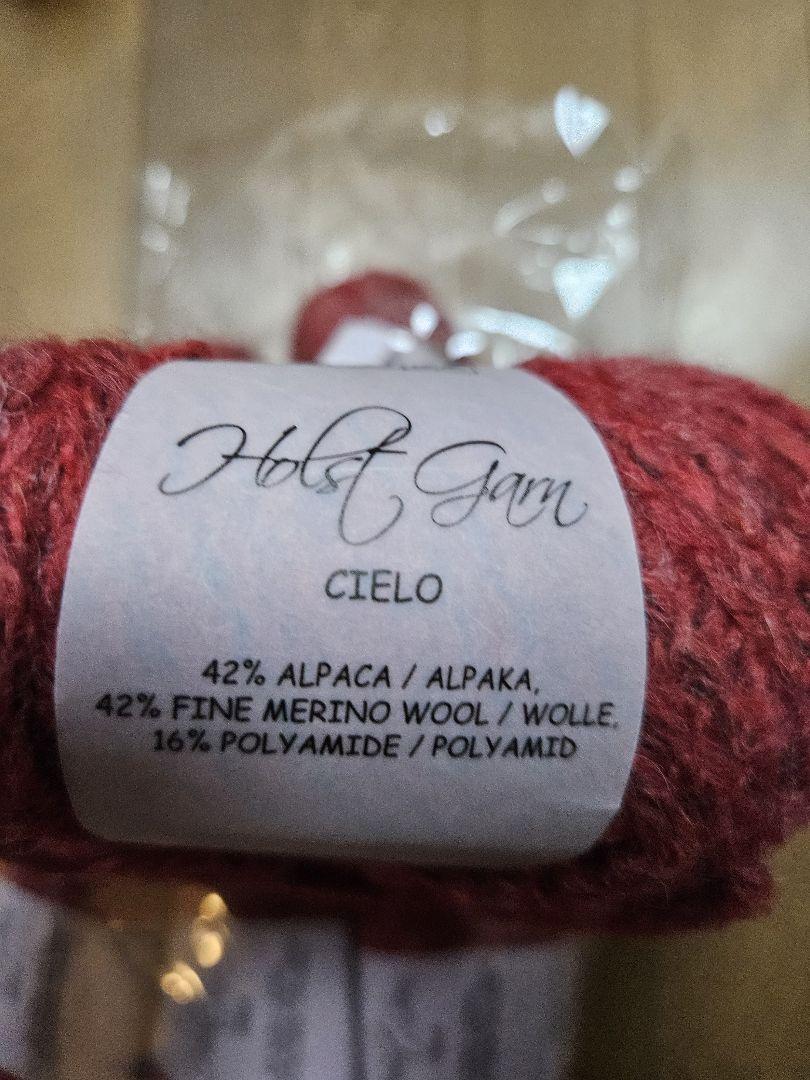 Holst Garn
CIELO
42% ALPACA / ALPAKA,
42% FINE MERINO WOOL / WOLLE,
16% POLYAMIDE / POLYAMID